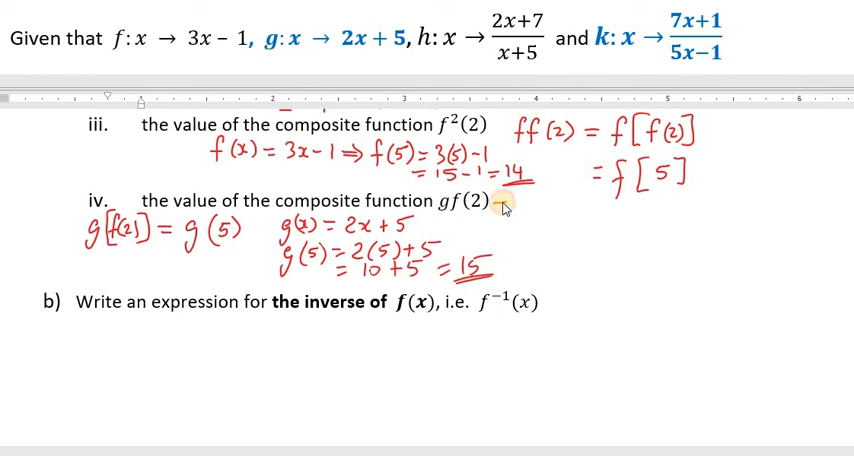 Given that f: x → 3x − 1, g: x → 2x + 5, h: x → (2x+7)/(x+5) and k: x → (7x+1)/(5x−1)
2 3 4 5 6
iii. the value of the composite function f²(2) ff(2) = f[f(2)]
f(x) = 3x − 1 ⇒ f(5) = 3(5) − 1
= 15 − 1 = 14
= f[5]
iv. the value of the composite function gf(2)
g[f(2)] = g(5) g(x) = 2x + 5
g(5) = 2(5) + 5
= 10 + 5 = 15
b) Write an expression for the inverse of f(x), i.e. f⁻¹(x)